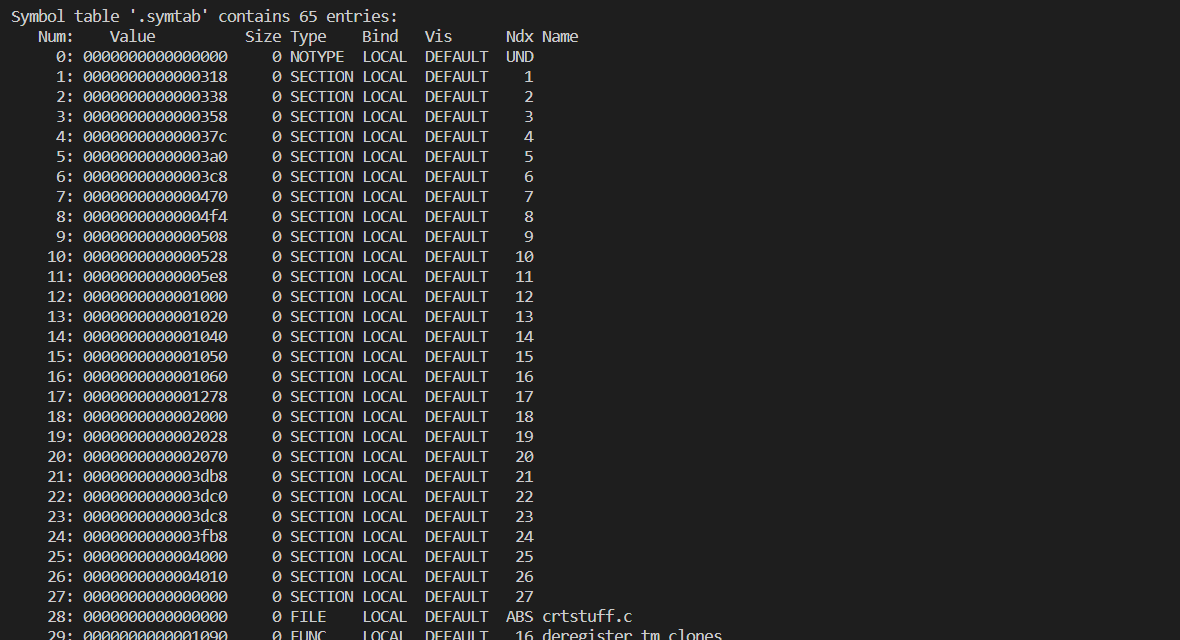 Symbol table '.symtab' contains 65 entries:
   Num:    Value          Size Type    Bind   Vis      Ndx Name
     0: 0000000000000000     0 NOTYPE  LOCAL  DEFAULT  UND
     1: 0000000000000318     0 SECTION LOCAL  DEFAULT    1
     2: 0000000000000338     0 SECTION LOCAL  DEFAULT    2
     3: 0000000000000358     0 SECTION LOCAL  DEFAULT    3
     4: 000000000000037c     0 SECTION LOCAL  DEFAULT    4
     5: 00000000000003a0     0 SECTION LOCAL  DEFAULT    5
     6: 00000000000003c8     0 SECTION LOCAL  DEFAULT    6
     7: 0000000000000470     0 SECTION LOCAL  DEFAULT    7
     8: 00000000000004f4     0 SECTION LOCAL  DEFAULT    8
     9: 0000000000000508     0 SECTION LOCAL  DEFAULT    9
    10: 0000000000000528     0 SECTION LOCAL  DEFAULT   10
    11: 00000000000005e8     0 SECTION LOCAL  DEFAULT   11
    12: 0000000000001000     0 SECTION LOCAL  DEFAULT   12
    13: 0000000000001020     0 SECTION LOCAL  DEFAULT   13
    14: 0000000000001040     0 SECTION LOCAL  DEFAULT   14
    15: 0000000000001050     0 SECTION LOCAL  DEFAULT   15
    16: 0000000000001060     0 SECTION LOCAL  DEFAULT   16
    17: 0000000000001278     0 SECTION LOCAL  DEFAULT   17
    18: 0000000000002000     0 SECTION LOCAL  DEFAULT   18
    19: 0000000000002028     0 SECTION LOCAL  DEFAULT   19
    20: 0000000000002070     0 SECTION LOCAL  DEFAULT   20
    21: 0000000000003db8     0 SECTION LOCAL  DEFAULT   21
    22: 0000000000003dc0     0 SECTION LOCAL  DEFAULT   22
    23: 0000000000003dc8     0 SECTION LOCAL  DEFAULT   23
    24: 0000000000003fb8     0 SECTION LOCAL  DEFAULT   24
    25: 0000000000004000     0 SECTION LOCAL  DEFAULT   25
    26: 0000000000004010     0 SECTION LOCAL  DEFAULT   26
    27: 0000000000000000     0 SECTION LOCAL  DEFAULT   27
    28: 0000000000000000     0 FILE    LOCAL  DEFAULT  ABS crtstuff.c
    29: 0000000000001090     0 FUNC    LOCAL  DEFAULT   16 deregister_tm_clones